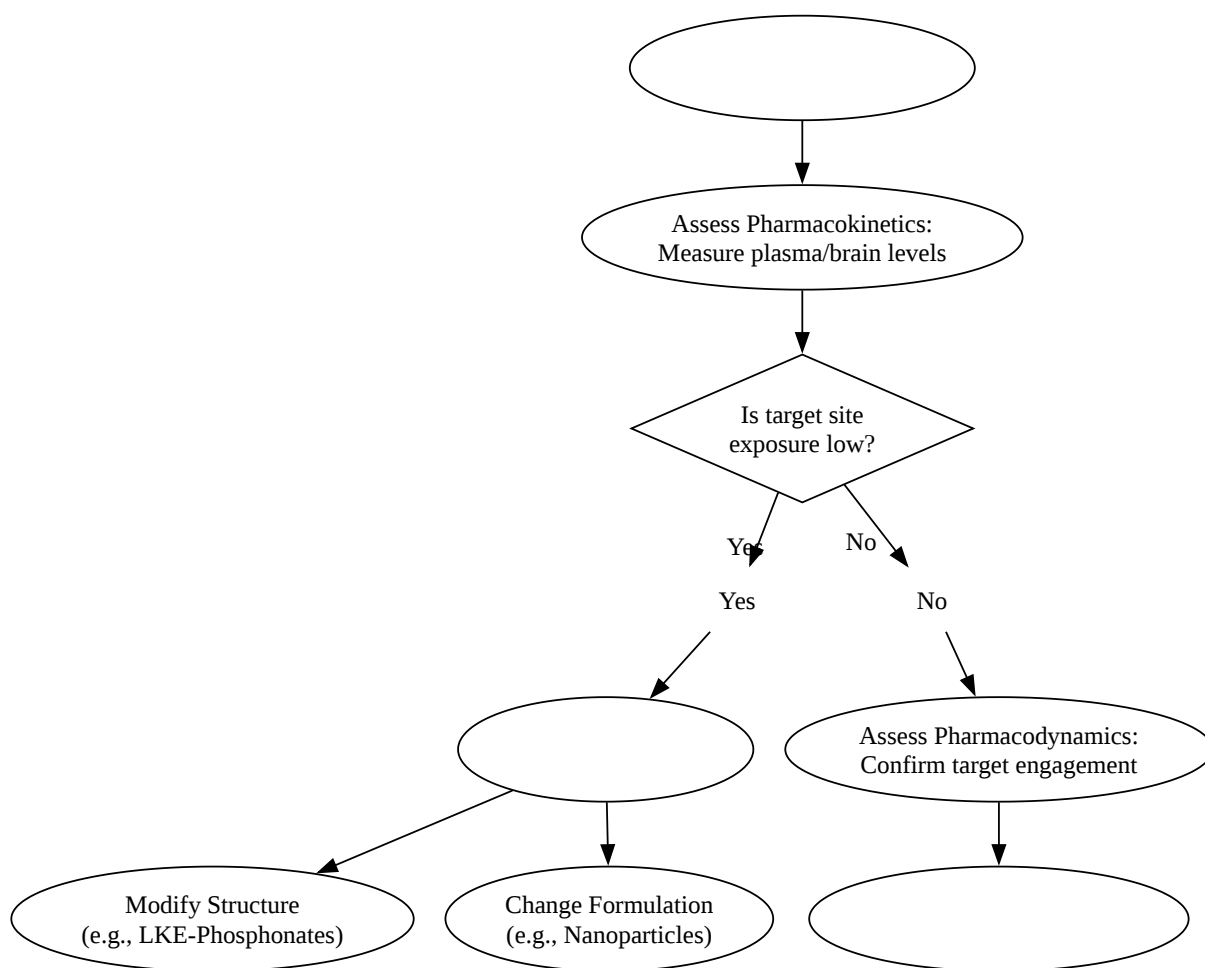 Assess Pharmacokinetics:
Measure plasma/brain levels
Is target site
exposure low?
Yes
No
Yes
No
Assess Pharmacodynamics:
Confirm target engagement
Modify Structure
(e.g., LKE-Phosphonates)
Change Formulation
(e.g., Nanoparticles)